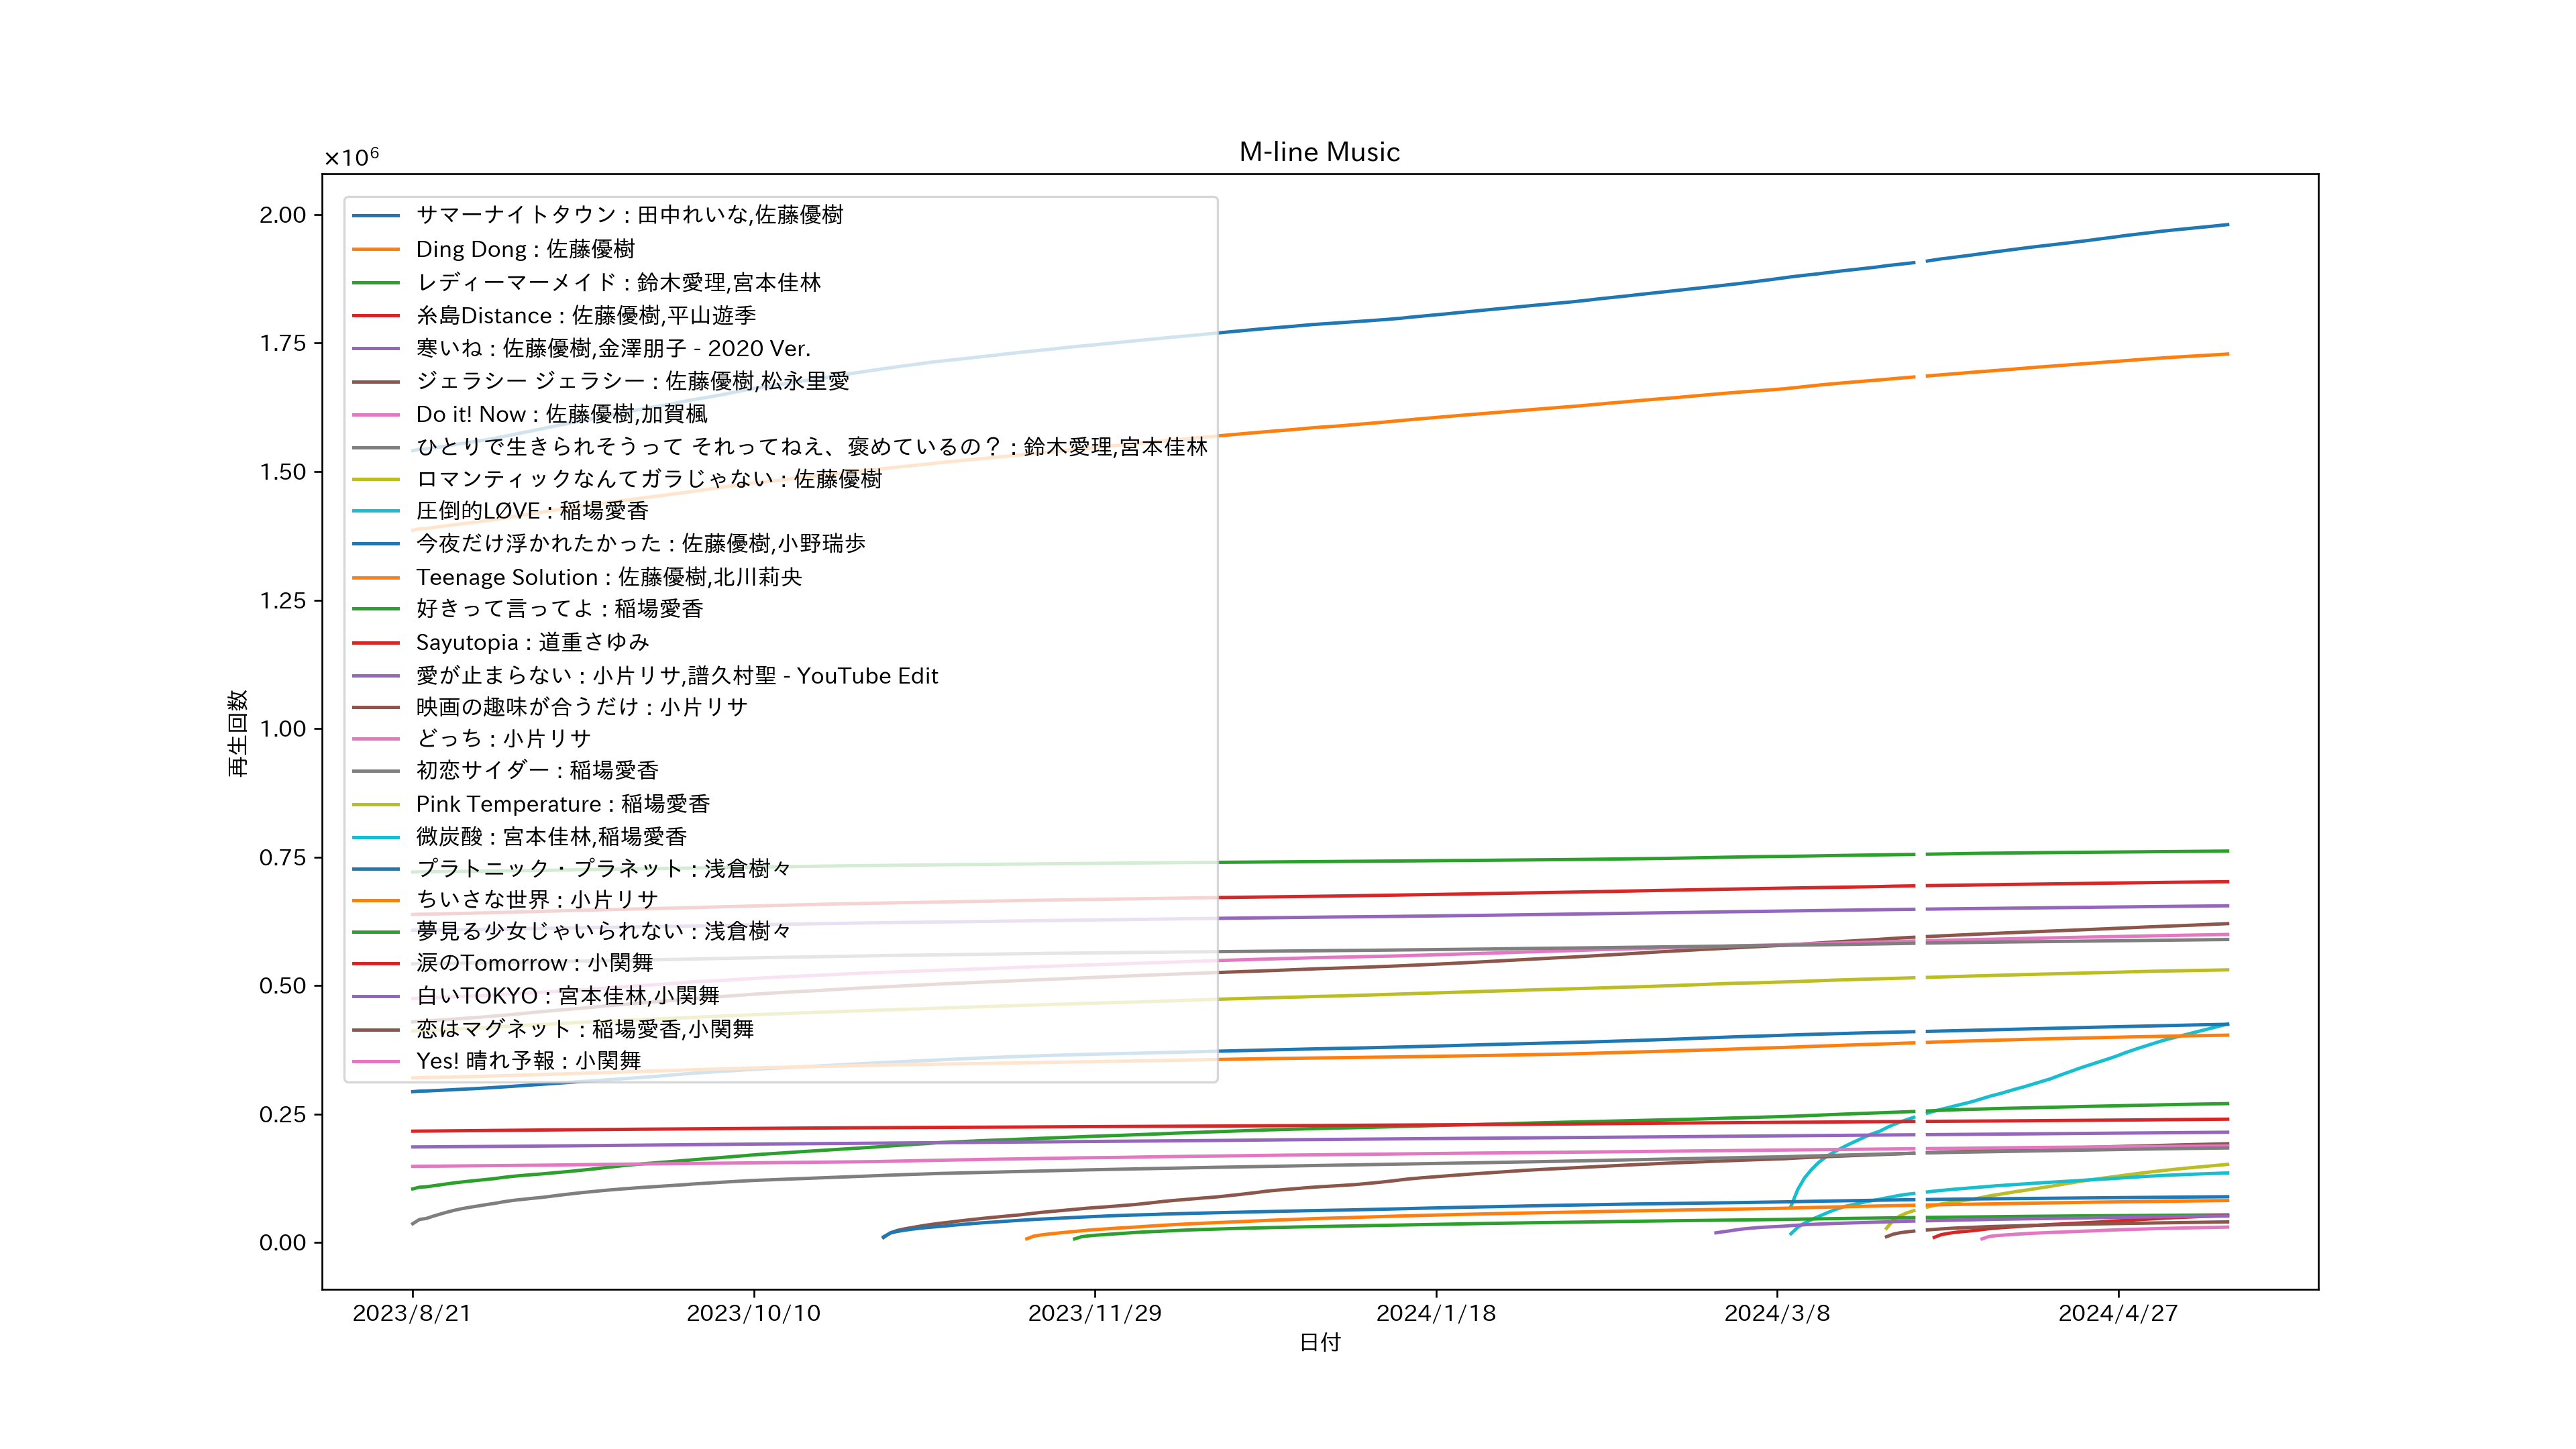 M-line Music
×10⁶
2.00
1.75
1.50
1.25
1.00
0.75
0.50
0.25
0.00
再生回数
サマーナイトタウン : 田中れいな,佐藤優樹
Ding Dong : 佐藤優樹
レディーマーメイド : 鈴木愛理,宮本佳林
糸島Distance : 佐藤優樹,平山遊季
寒いね : 佐藤優樹,金澤朋子 - 2020 Ver.
ジェラシー ジェラシー : 佐藤優樹,松永里愛
Do it! Now : 佐藤優樹,加賀楓
ひとりで生きられそうって それってねえ、褒めているの？ : 鈴木愛理,宮本佳林
ロマンティックなんてガラじゃない : 佐藤優樹
圧倒的LØVE : 稲場愛香
今夜だけ浮かれたかった : 佐藤優樹,小野瑞歩
Teenage Solution : 佐藤優樹,北川莉央
好きって言ってよ : 稲場愛香
Sayutopia : 道重さゆみ
愛が止まらない : 小片リサ,譜久村聖 - YouTube Edit
映画の趣味が合うだけ : 小片リサ
どっち : 小片リサ
初恋サイダー : 稲場愛香
Pink Temperature : 稲場愛香
微炭酸 : 宮本佳林,稲場愛香
プラトニック・プラネット : 浅倉樹々
ちいさな世界 : 小片リサ
夢見る少女じゃいられない : 浅倉樹々
涙のTomorrow : 小関舞
白いTOKYO : 宮本佳林,小関舞
恋はマグネット : 稲場愛香,小関舞
Yes! 晴れ予報 : 小関舞
2023/8/21
2023/10/10
2023/11/29
2024/1/18
2024/3/8
2024/4/27
日付